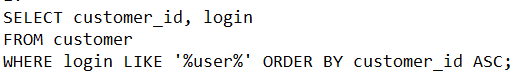 SELECT customer_id, login
FROM customer
WHERE login LIKE '%user%' ORDER BY customer_id ASC;